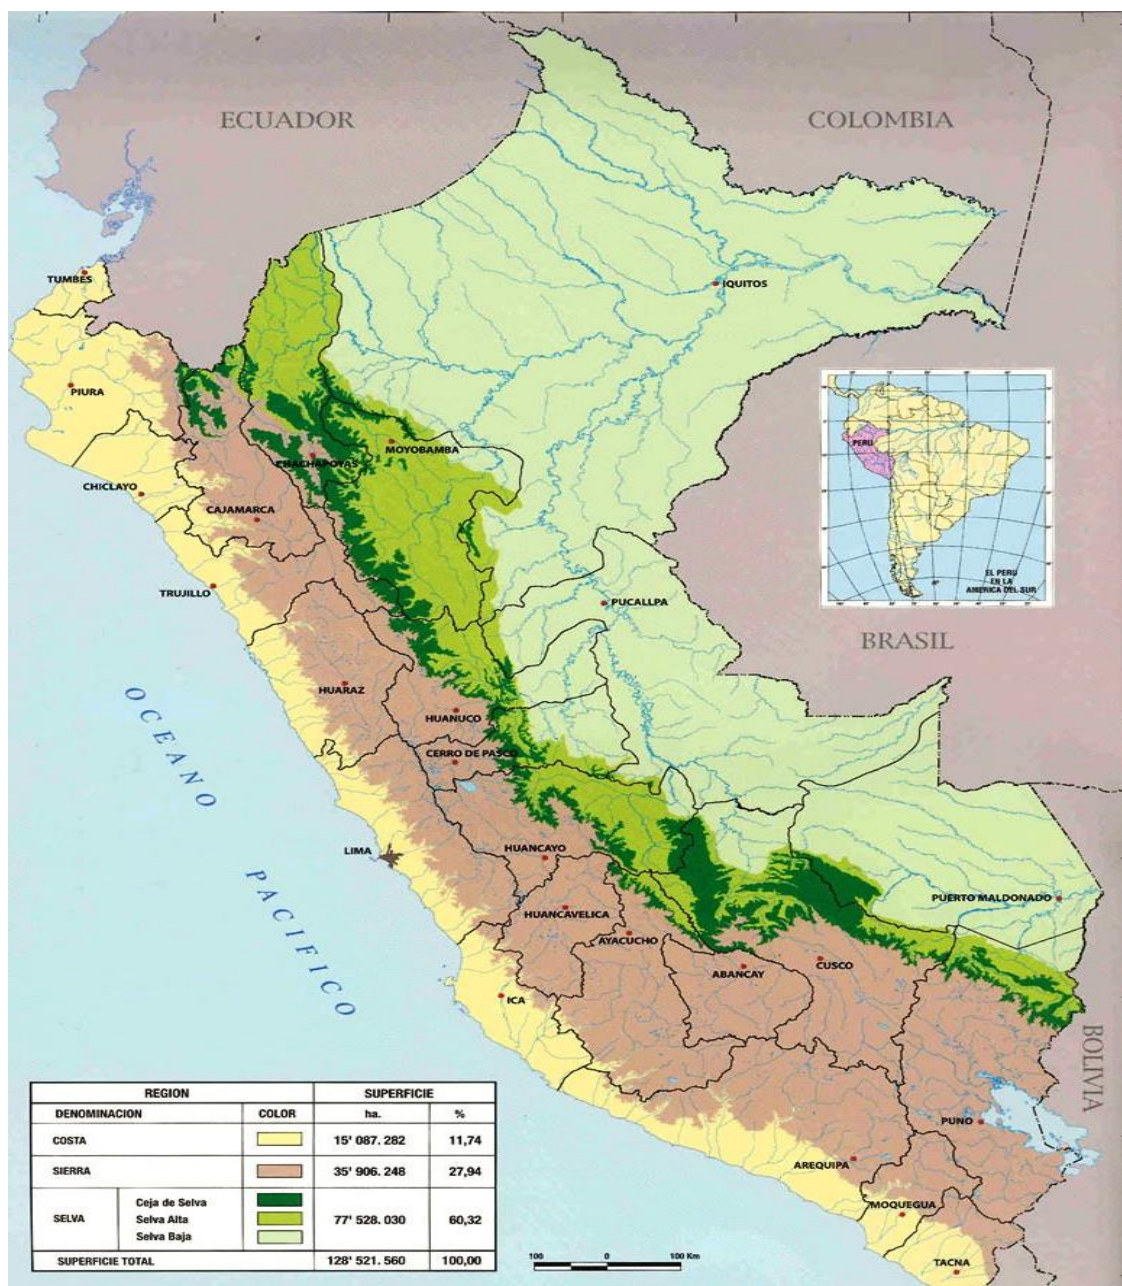 ECUADOR
COLOMBIA
TUMBES
IQUITOS
PIURA
MOYOBAMBA
CHACHAPOYAS
CHICLAYO
CAJAMARCA
TRUJILLO
PERU
EL PERU
EN LA
AMERICA DEL SUR
PUCALLPA
BRASIL
HUARAZ
HUANUCO
CERRO DE PASCO
OCEANO
PACIFICO
LIMA
HUANCAYO
PUERTO MALDONADO
HUANCAVELICA
AYACUCHO
ABANCAY
CUSCO
ICA
BOLIVIA
PUNO
AREQUIPA
MOQUEGUA
TACNA
REGION SUPERFICIE
DENOMINACION COLOR ha. %
COSTA 15' 087. 282 11,74
SIERRA 35' 906. 248 27,94
SELVA Ceja de Selva
Selva Alta 77' 528. 030 60,32
Selva Baja
SUPERFICIE TOTAL 128' 521. 560 100,00
100 0 100 Km